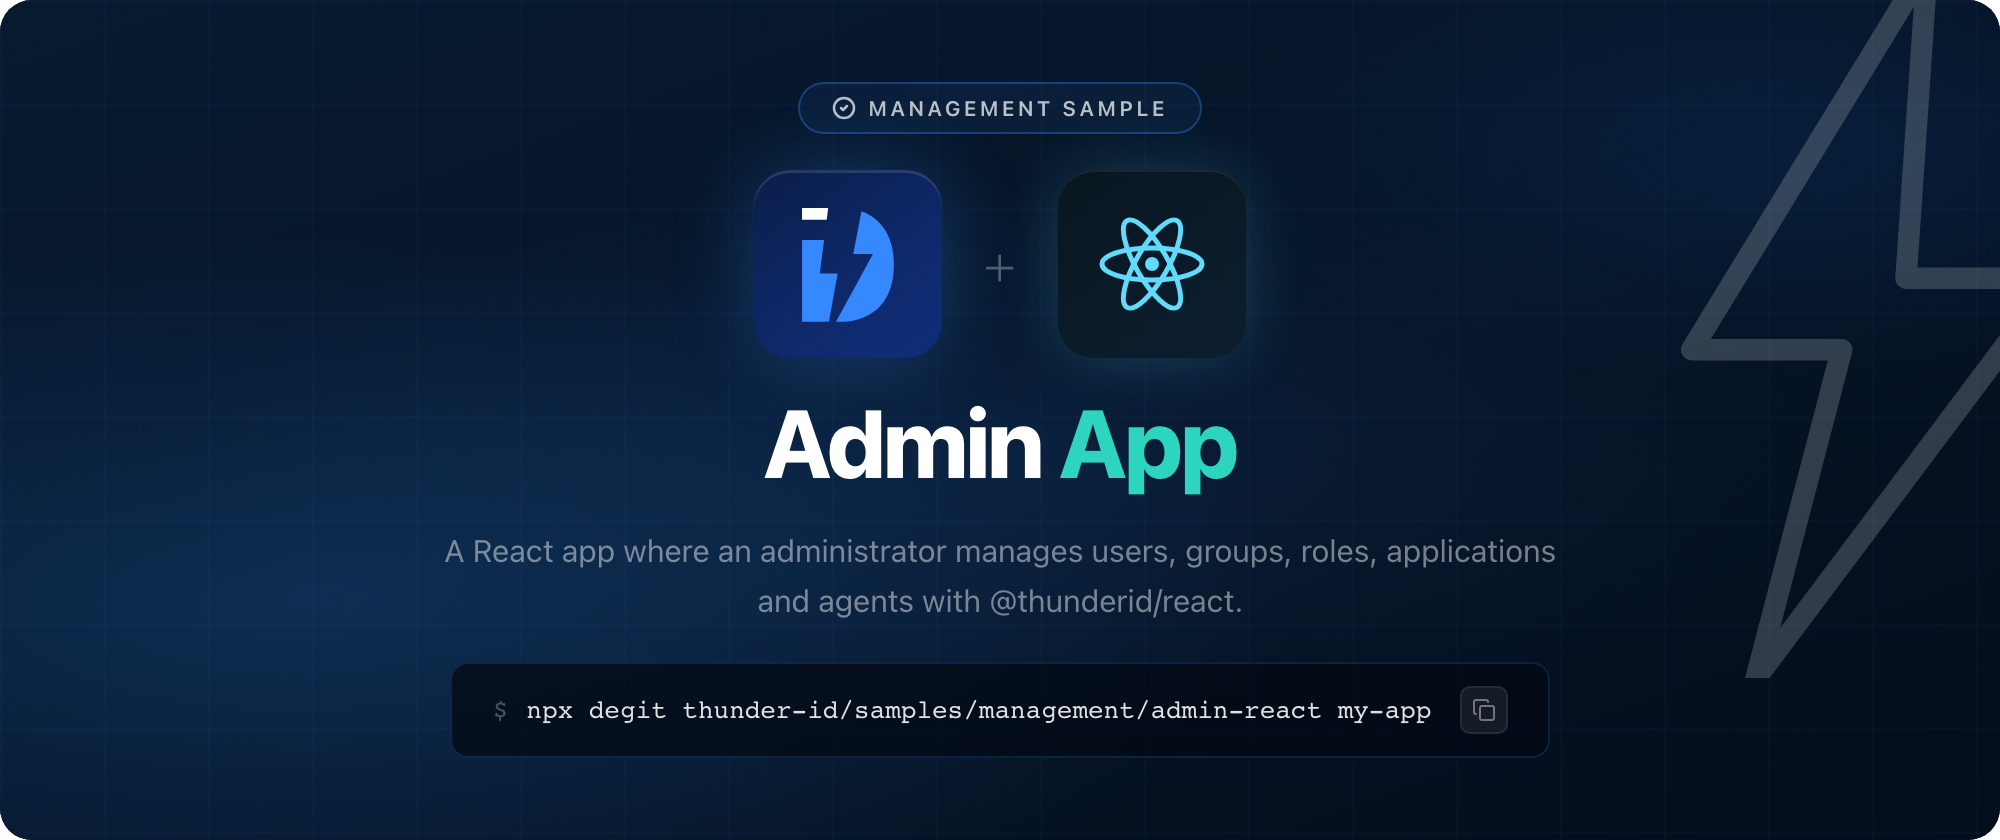 MANAGEMENT SAMPLE
Admin App
A React app where an administrator manages users, groups, roles, applications
and agents with @thunderid/react.
$ npx degit thunder-id/samples/management/admin-react my-app